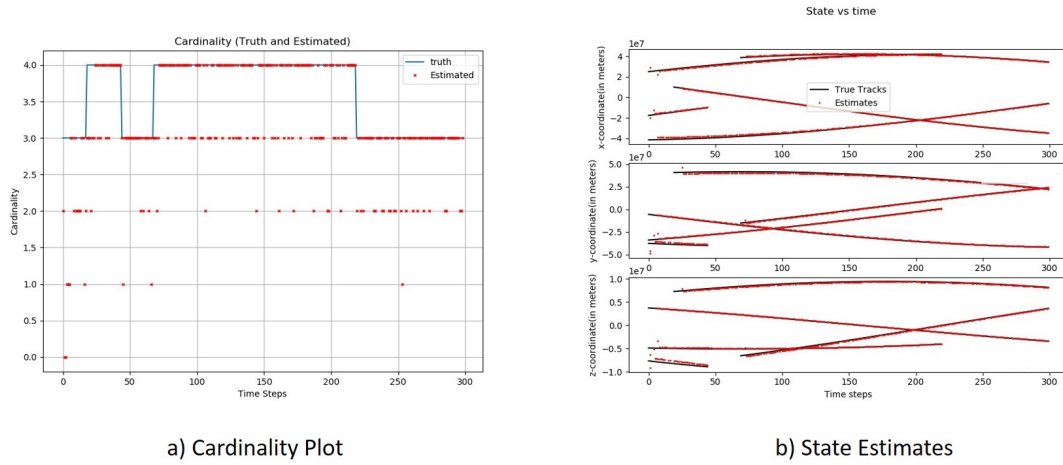 State vs time
Cardinality (Truth and Estimated)
truth
Estimated
Cardinality
4.0
3.5
3.0
2.5
2.0
1.5
1.0
0.5
0.0
0 50 100 150 200 250 300
Time Steps
1e7
x-coordinate(in meters)
4
2
0
−2
−4
True Tracks
Estimates
0 50 100 150 200 250 300
1e7
y-coordinate(in meters)
5.0
2.5
0.0
−2.5
−5.0
0 50 100 150 200 250 300
1e7
z-coordinate(in meters)
1.0
0.5
0.0
−0.5
−1.0
0 50 100 150 200 250 300
Time steps
a) Cardinality Plot
b) State Estimates